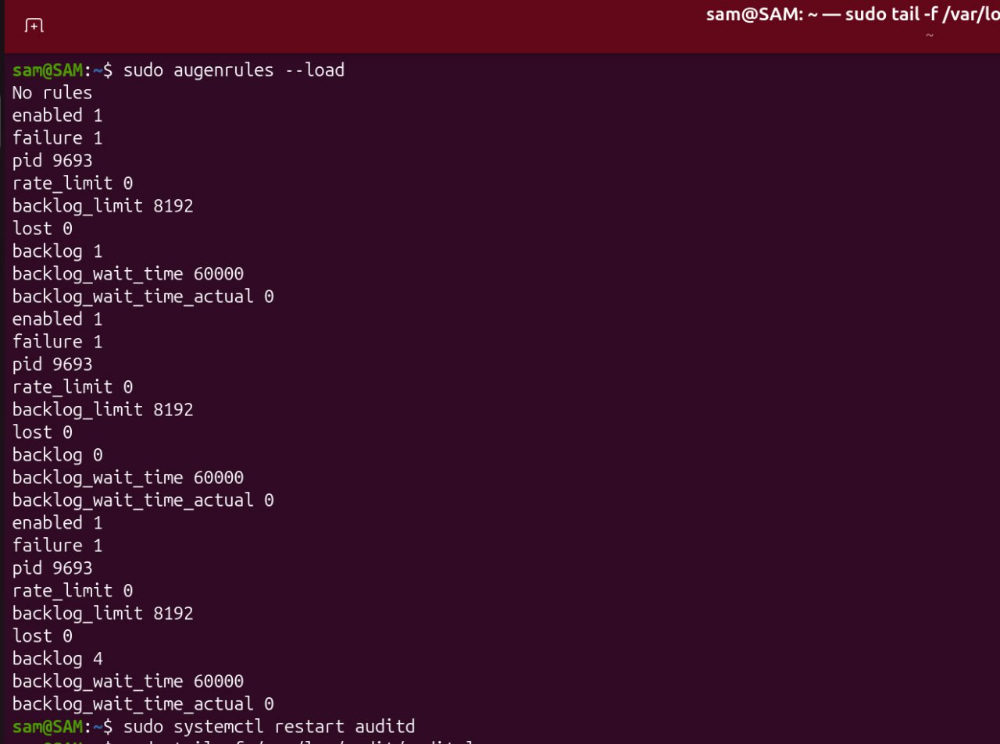 sam@SAM: ~ — sudo tail -f /var/lo
~
sam@SAM:~$ sudo augenrules --load
No rules
enabled 1
failure 1
pid 9693
rate_limit 0
backlog_limit 8192
lost 0
backlog 1
backlog_wait_time 60000
backlog_wait_time_actual 0
enabled 1
failure 1
pid 9693
rate_limit 0
backlog_limit 8192
lost 0
backlog 0
backlog_wait_time 60000
backlog_wait_time_actual 0
enabled 1
failure 1
pid 9693
rate_limit 0
backlog_limit 8192
lost 0
backlog 4
backlog_wait_time 60000
backlog_wait_time_actual 0
sam@SAM:~$ sudo systemctl restart auditd